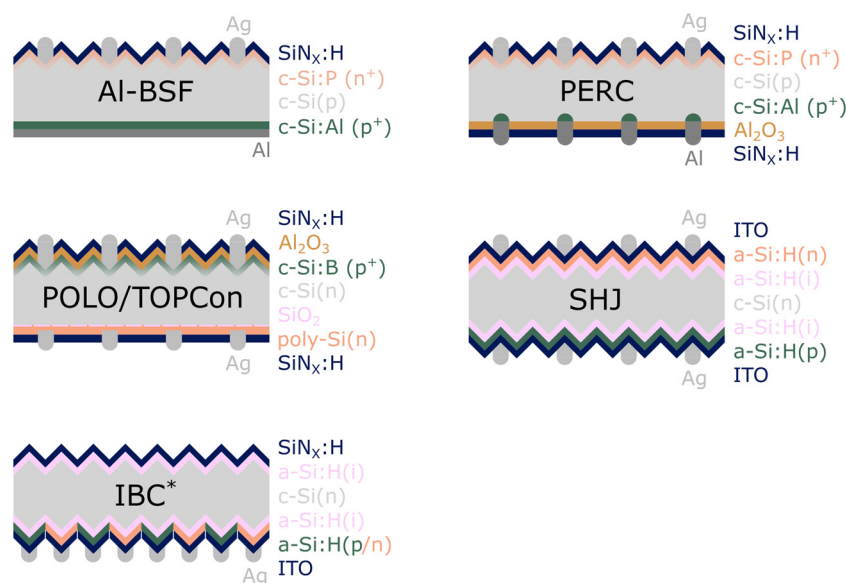 Ag
SiNX:H
c-Si:P (n+)
Al-BSF
c-Si(p)
c-Si:Al (p+)
Al
Ag
SiNX:H
c-Si:P (n+)
PERC
c-Si(p)
c-Si:Al (p+)
Al2O3
Al
SiNX:H
Ag
SiNX:H
Al2O3
c-Si:B (p+)
POLO/TOPCon
c-Si(n)
SiO2
poly-Si(n)
Ag
SiNX:H
Ag
ITO
a-Si:H(n)
a-Si:H(i)
SHJ
c-Si(n)
a-Si:H(i)
a-Si:H(p)
Ag
ITO
SiNX:H
a-Si:H(i)
IBC*
c-Si(n)
a-Si:H(i)
a-Si:H(p/n)
Ag
ITO